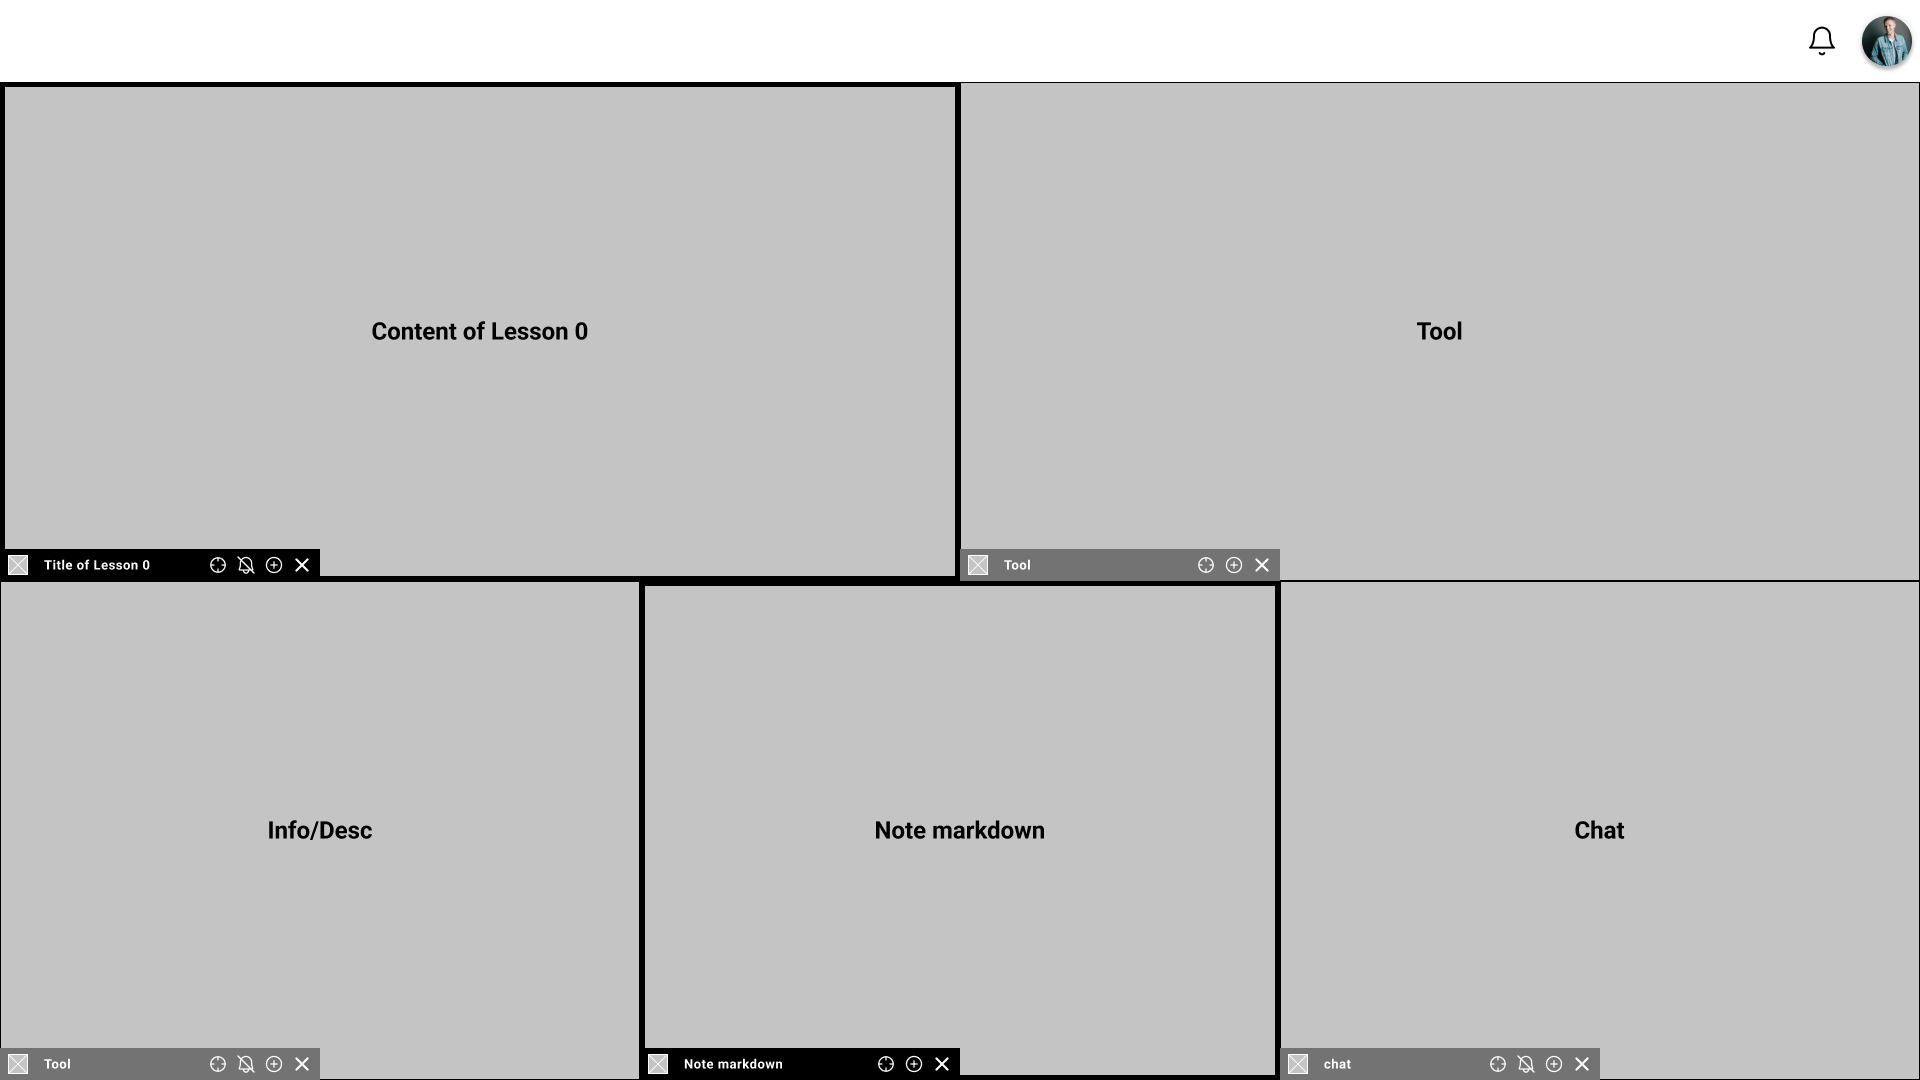 Content of Lesson 0
Tool
Title of Lesson 0
Tool
Info/Desc
Note markdown
Chat
Tool
Note markdown
chat